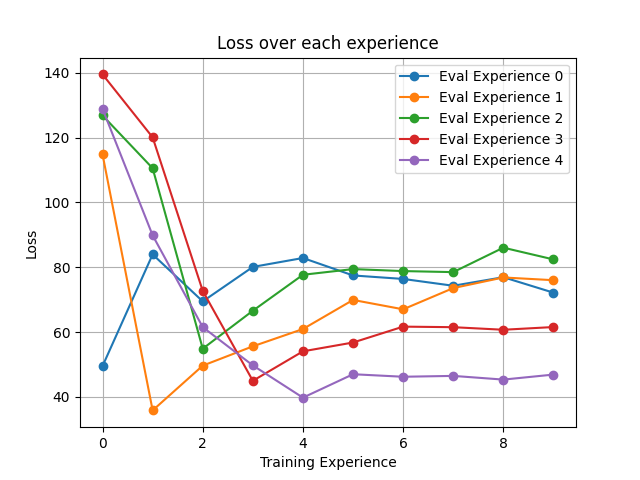 Loss over each experience
Eval Experience 0
Eval Experience 1
Eval Experience 2
Eval Experience 3
Eval Experience 4
140
120
100
80
60
40
Loss
0 2 4 6 8
Training Experience